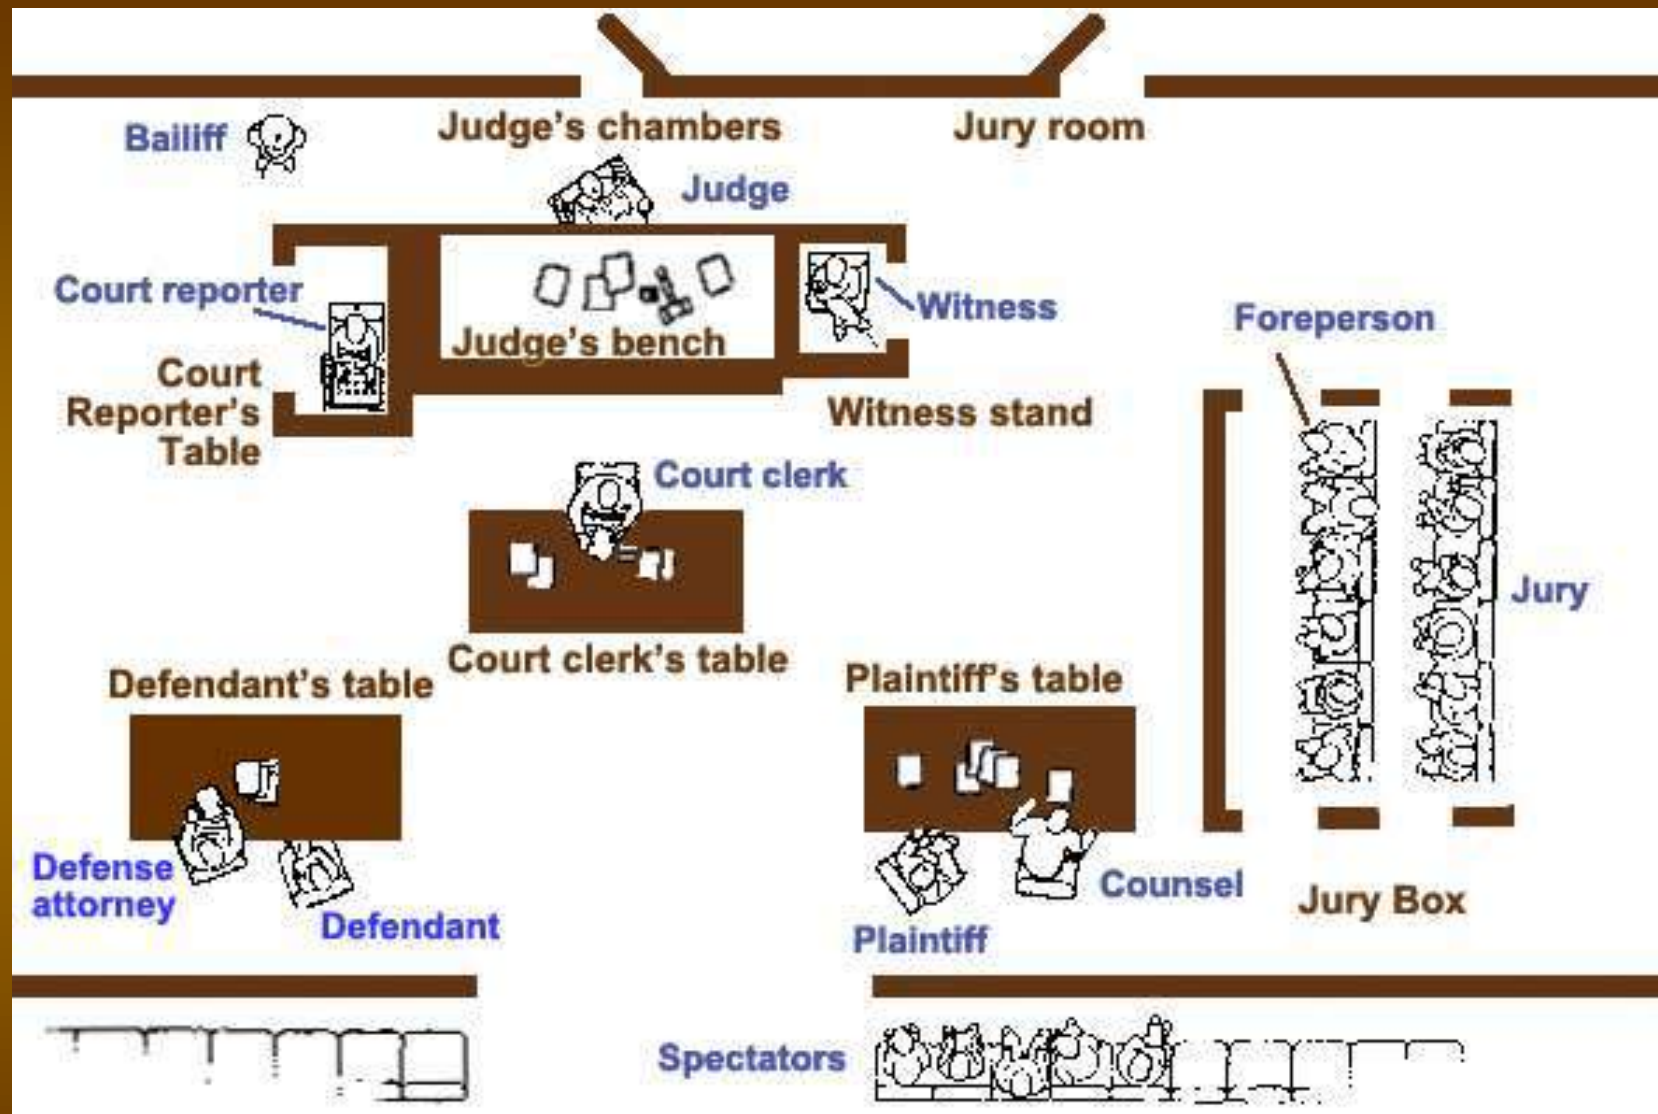 Bailiff
Judge's chambers
Jury room
Judge
Court reporter
Witness
Foreperson
Judge's bench
Court
Reporter's
Table
Witness stand
Court clerk
Jury
Court clerk's table
Defendant's table
Plaintiff's table
Defense
attorney
Defendant
Counsel
Jury Box
Plaintiff
Spectators